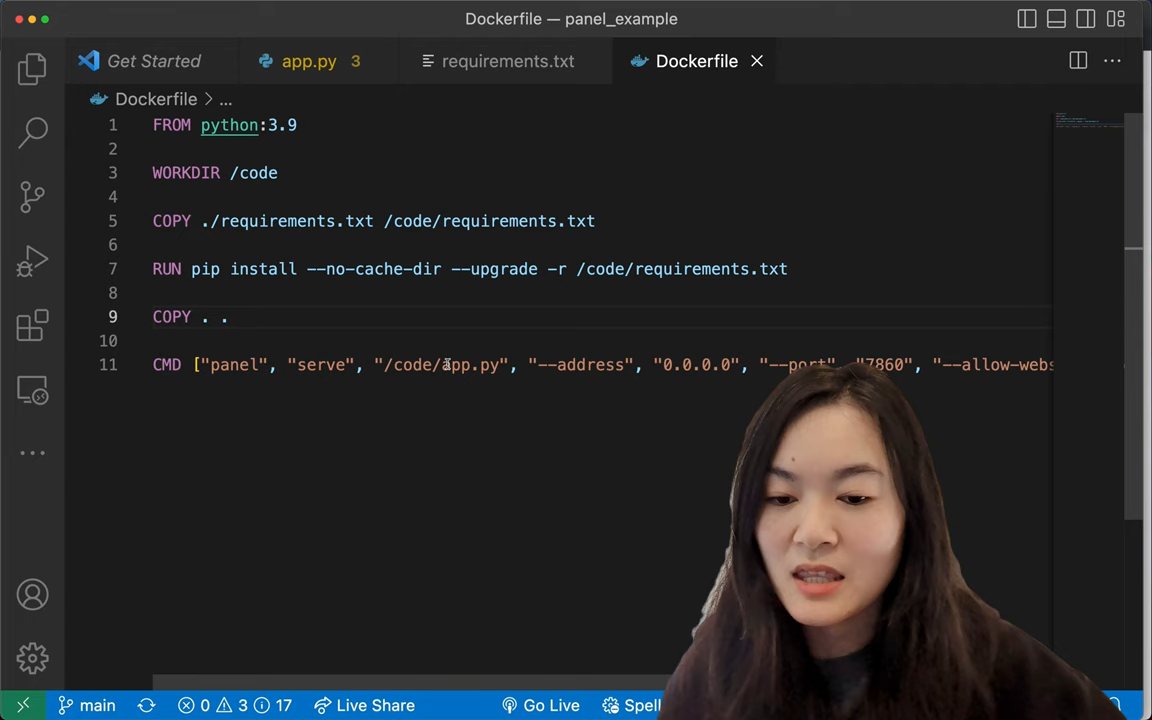 Dockerfile — panel_example
Get Started
app.py 3
requirements.txt
Dockerfile
Dockerfile > ...
1 FROM python:3.9
2
3 WORKDIR /code
4
5 COPY ./requirements.txt /code/requirements.txt
6
7 RUN pip install --no-cache-dir --upgrade -r /code/requirements.txt
8
9 COPY . .
10
11 CMD ["panel", "serve", "/code/app.py", "--address", "0.0.0.0", "--port", "7860", "--allow-webs
main 0 3 17 Live Share Go Live Spell